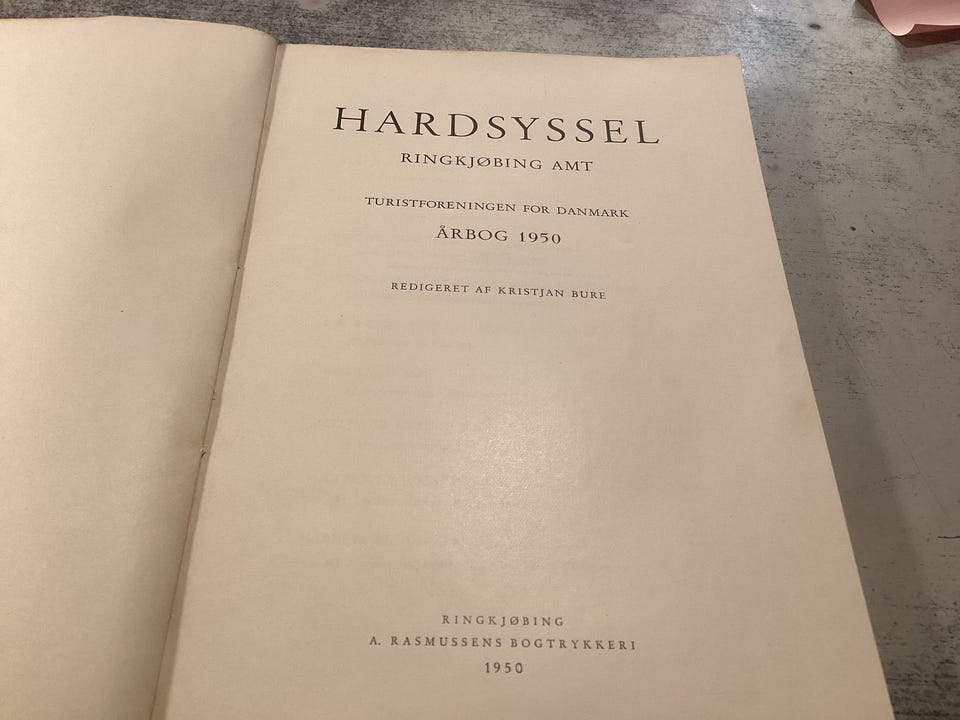 HARDSYSSEL
RINGKJØBING AMT
TURISTFORENINGEN FOR DANMARK
ÅRBOG 1950
REDIGERET AF KRISTJAN BURE
RINGKJØBING
A. RASMUSSENS BOGTRYKKERI
1950